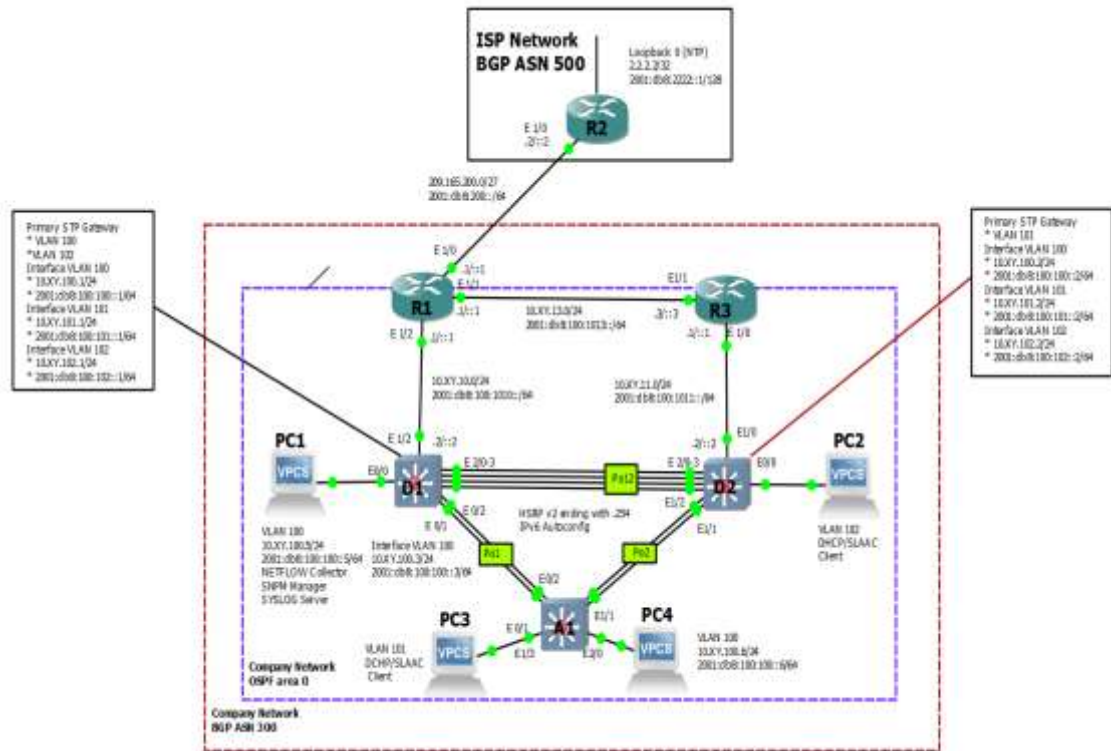 ISP Network
BGP ASN 500
Loopback 0 (NTP)
2.2.2.2/32
2001:db8:2222::1/128
R2
E 1/0
.2/::2
209.165.200.0/27
2001:db8:200::/64
Primary STP Gateway
* VLAN 100
*VLAN 102
Interface VLAN 100
* 10.XY.100.1/24
* 2001:db8:100:100::1/64
Interface VLAN 101
* 10.XY.101.1/24
* 2001:db8:100:101::1/64
Interface VLAN 102
* 10.XY.102.1/24
* 2001:db8:100:102::1/64
Primary STP Gateway
* VLAN 101
Interface VLAN 100
* 10.XY.100.2/24
* 2001:db8:100:100::2/64
Interface VLAN 101
* 10.XY.101.2/24
* 2001:db8:100:101::2/64
Interface VLAN 102
* 10.XY.102.2/24
* 2001:db8:100:102::2/64
E 1/0
.1/::1
E 1/1
.1/::1
R1
E 1/2
.1/::1
10.XY.13.0/24
2001:db8:100:1013::/64
E1/1
.3/::3
R3
.1/::1
E 1/0
10.XY.10.0/24
2001:db8:100:1010::/64
10.XY.11.0/24
2001:db8:100:1011::/64
E 1/2
.2/::2
E1/0
.2/::2
PC1
VPCS
E0/0
D1
E 2/0-3
Po12
E 2/0-3
D2
E0/0
PC2
VPCS
E 0/2
E 0/1
HSRP v2 ending with .254
IPv6 Autoconfig
E1/2
E1/1
VLAN 100
10.XY.100.5/24
2001:db8:100:100::5/64
NETFLOW Collector
SNPM Manager
SYSLOG Server
Interface VLAN 100
10.XY.100.3/24
2001:db8:100:100::3/64
Po1
Po2
VLAN 102
DHCP/SLAAC
Client
E0/2
E1/1
A1
PC3
VPCS
E 0/1
E1/3
E2/0
PC4
VPCS
VLAN 101
DCHP/SLAAC
Client
VLAN 100
10.XY.100.6/24
2001:db8:100:100::6/64
Company Network
OSPF area 0
Company Network
BGP ASN 300